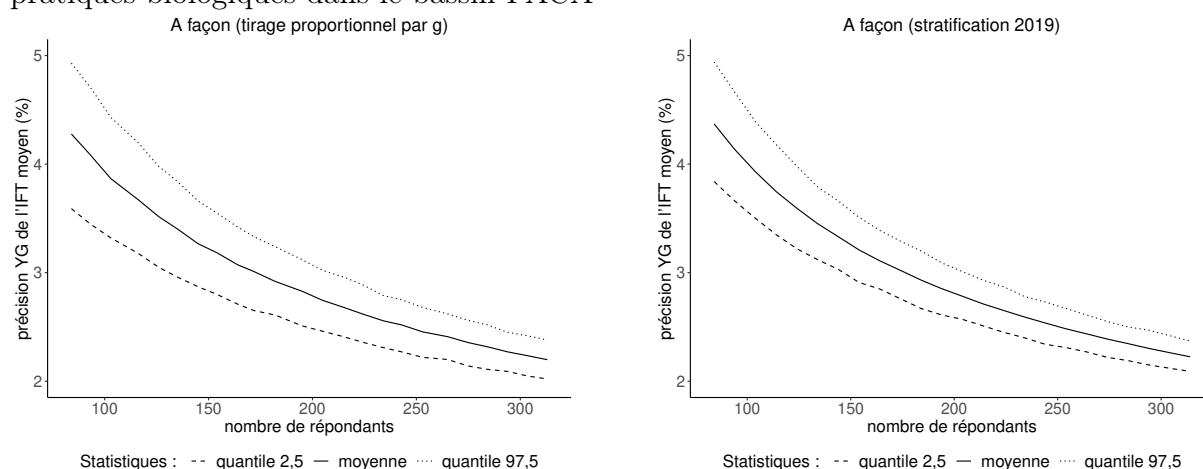 pratiques biologiques dans le bassin PACA
A façon (tirage proportionnel par g)
5
4
3
2
précision YG de l'IFT moyen (%)
100 150 200 250 300
nombre de répondants
Statistiques : quantile 2,5 moyenne quantile 97,5
A façon (stratification 2019)
5
4
3
2
précision YG de l'IFT moyen (%)
100 150 200 250 300
nombre de répondants
Statistiques : quantile 2,5 moyenne quantile 97,5